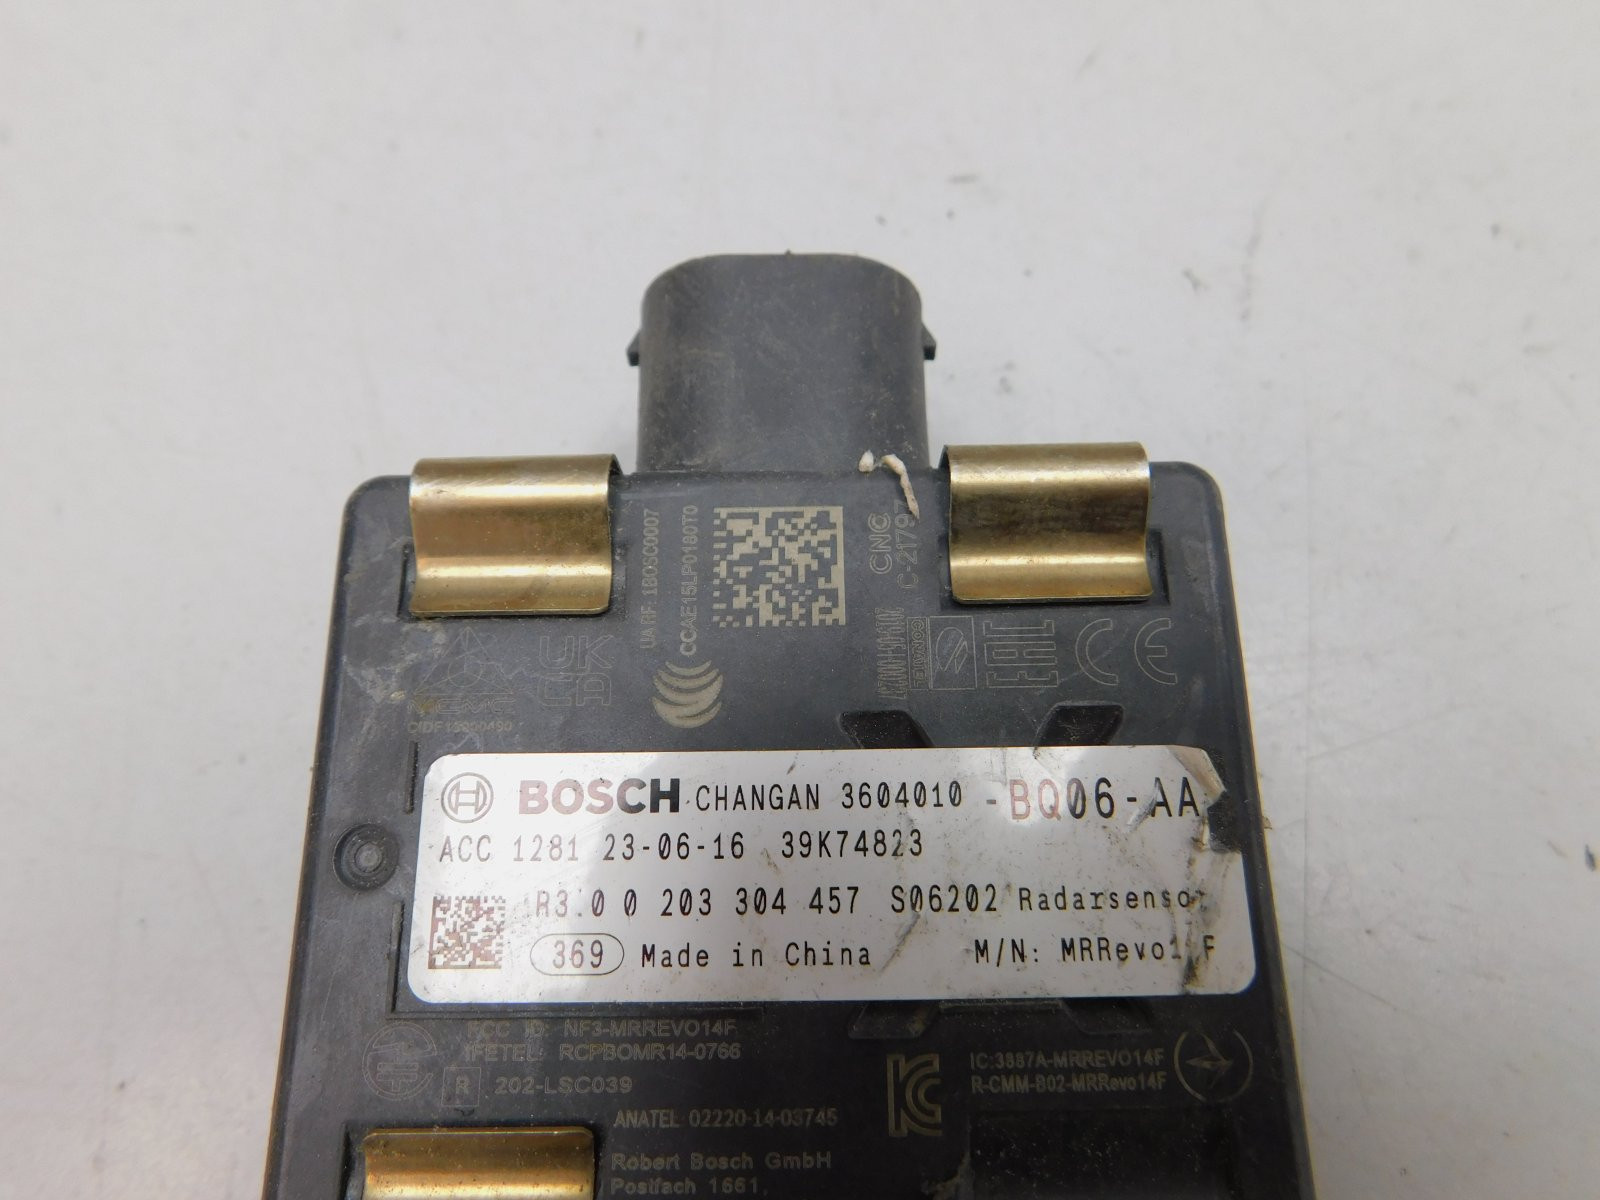 UA RF: 1BOSC0007
CCAE15LP0180T0
CNC
C-21797
EAC
CE
UK
CA
BOSCH CHANGAN 3604010 -BQ06-AA
ACC 1281 23-06-16 39K74823
R3.0 0 203 304 457 S06202 Radarsensor
369 Made in China M/N: MRRevo14F
FCC ID: NF3-MRREVO14F
IFETEL: RCPBOMR14-0766
R 202-LSC039
IC:3887A-MRREVO14F
R-CMM-B02-MRRevo14F
ANATEL 02220-14-03745
Robert Bosch GmbH
Postfach 1661,